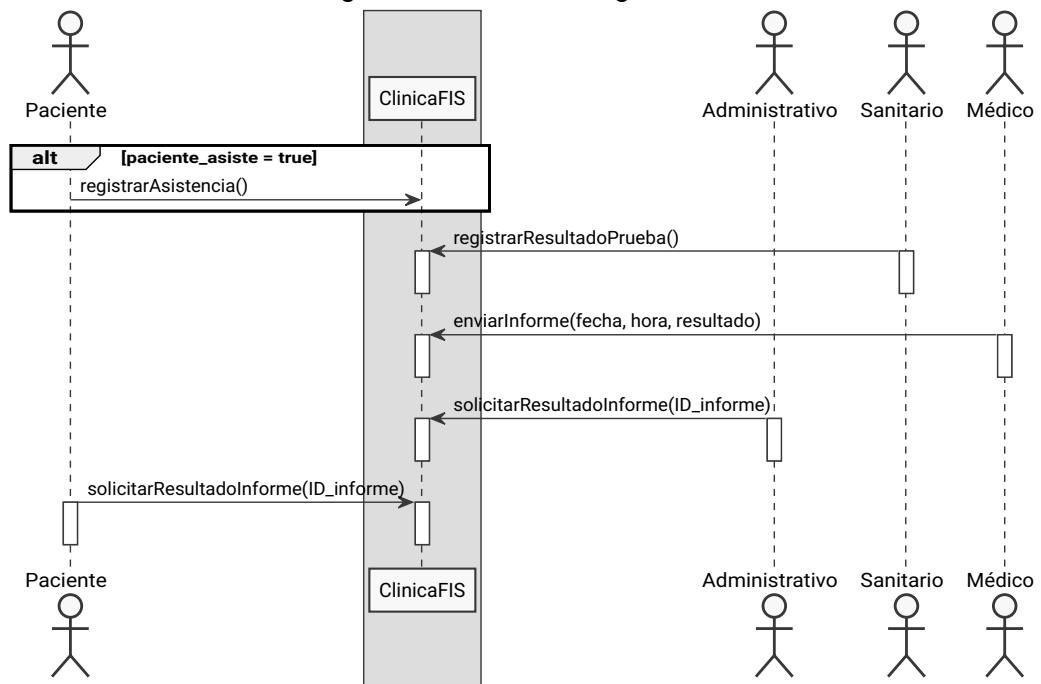 ClinicaFIS
Paciente
Administrativo
Sanitario
Médico
alt
[paciente_asiste = true]
registrarAsistencia()
registrarResultadoPrueba()
enviarInforme(fecha, hora, resultado)
solicitarResultadoInforme(ID_informe)
solicitarResultadoInforme(ID_informe)
Paciente
ClinicaFIS
Administrativo
Sanitario
Médico